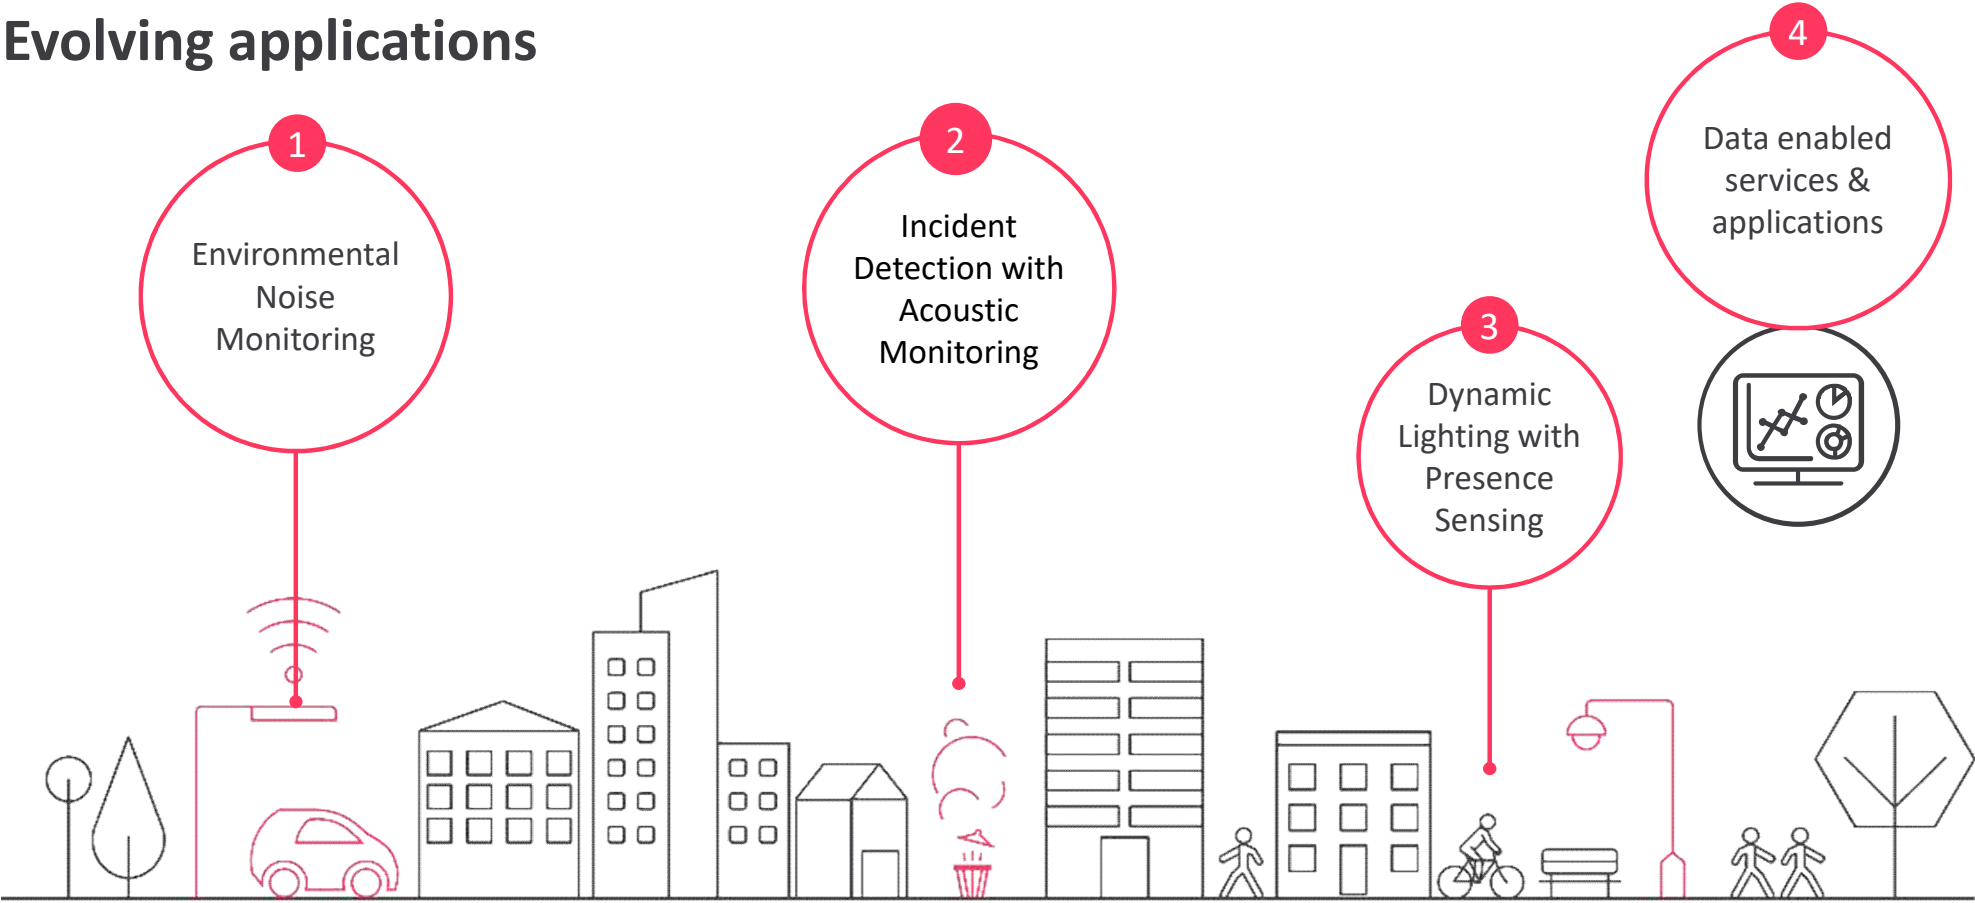 Evolving applications
1
Environmental
Noise
Monitoring
2
Incident
Detection with
Acoustic
Monitoring
3
Dynamic
Lighting with
Presence
Sensing
4
Data enabled
services &
applications